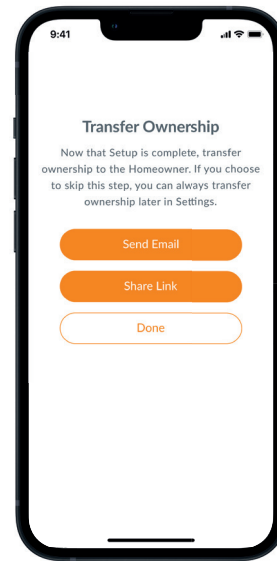 9:41
Transfer Ownership
Now that Setup is complete, transfer
ownership to the Homeowner. If you choose
to skip this step, you can always transfer
ownership later in Settings.
Send Email
Share Link
Done